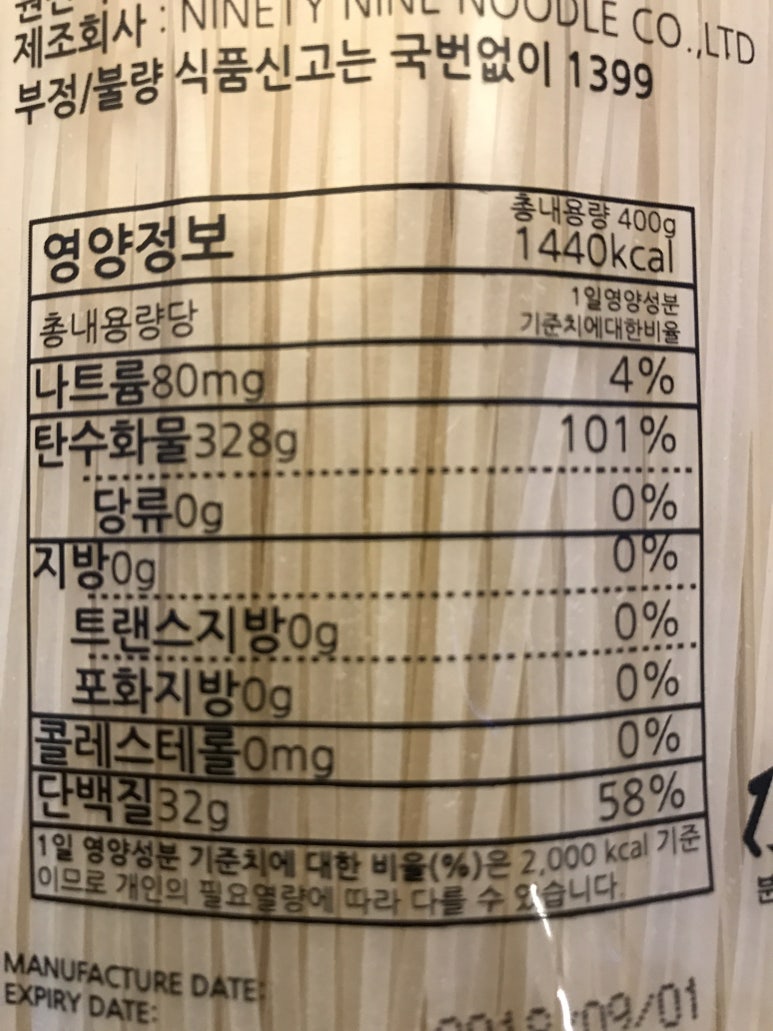 제조회사 : NINETY NINE NOODLE CO.,LTD
부정/불량 식품신고는 국번없이 1399
영양정보
총내용량 400g
1440kcal
총내용량당
1일영양성분
기준치에대한비율
나트륨80mg 4%
탄수화물328g 101%
당류0g 0%
지방0g 0%
트랜스지방0g 0%
포화지방0g 0%
콜레스테롤0mg 0%
단백질32g 58%
1일 영양성분 기준치에 대한 비율(%)은 2,000 kcal 기준
이므로 개인의 필요열량에 따라 다를 수 있습니다.
MANUFACTURE DATE:
EXPIRY DATE:
09/01